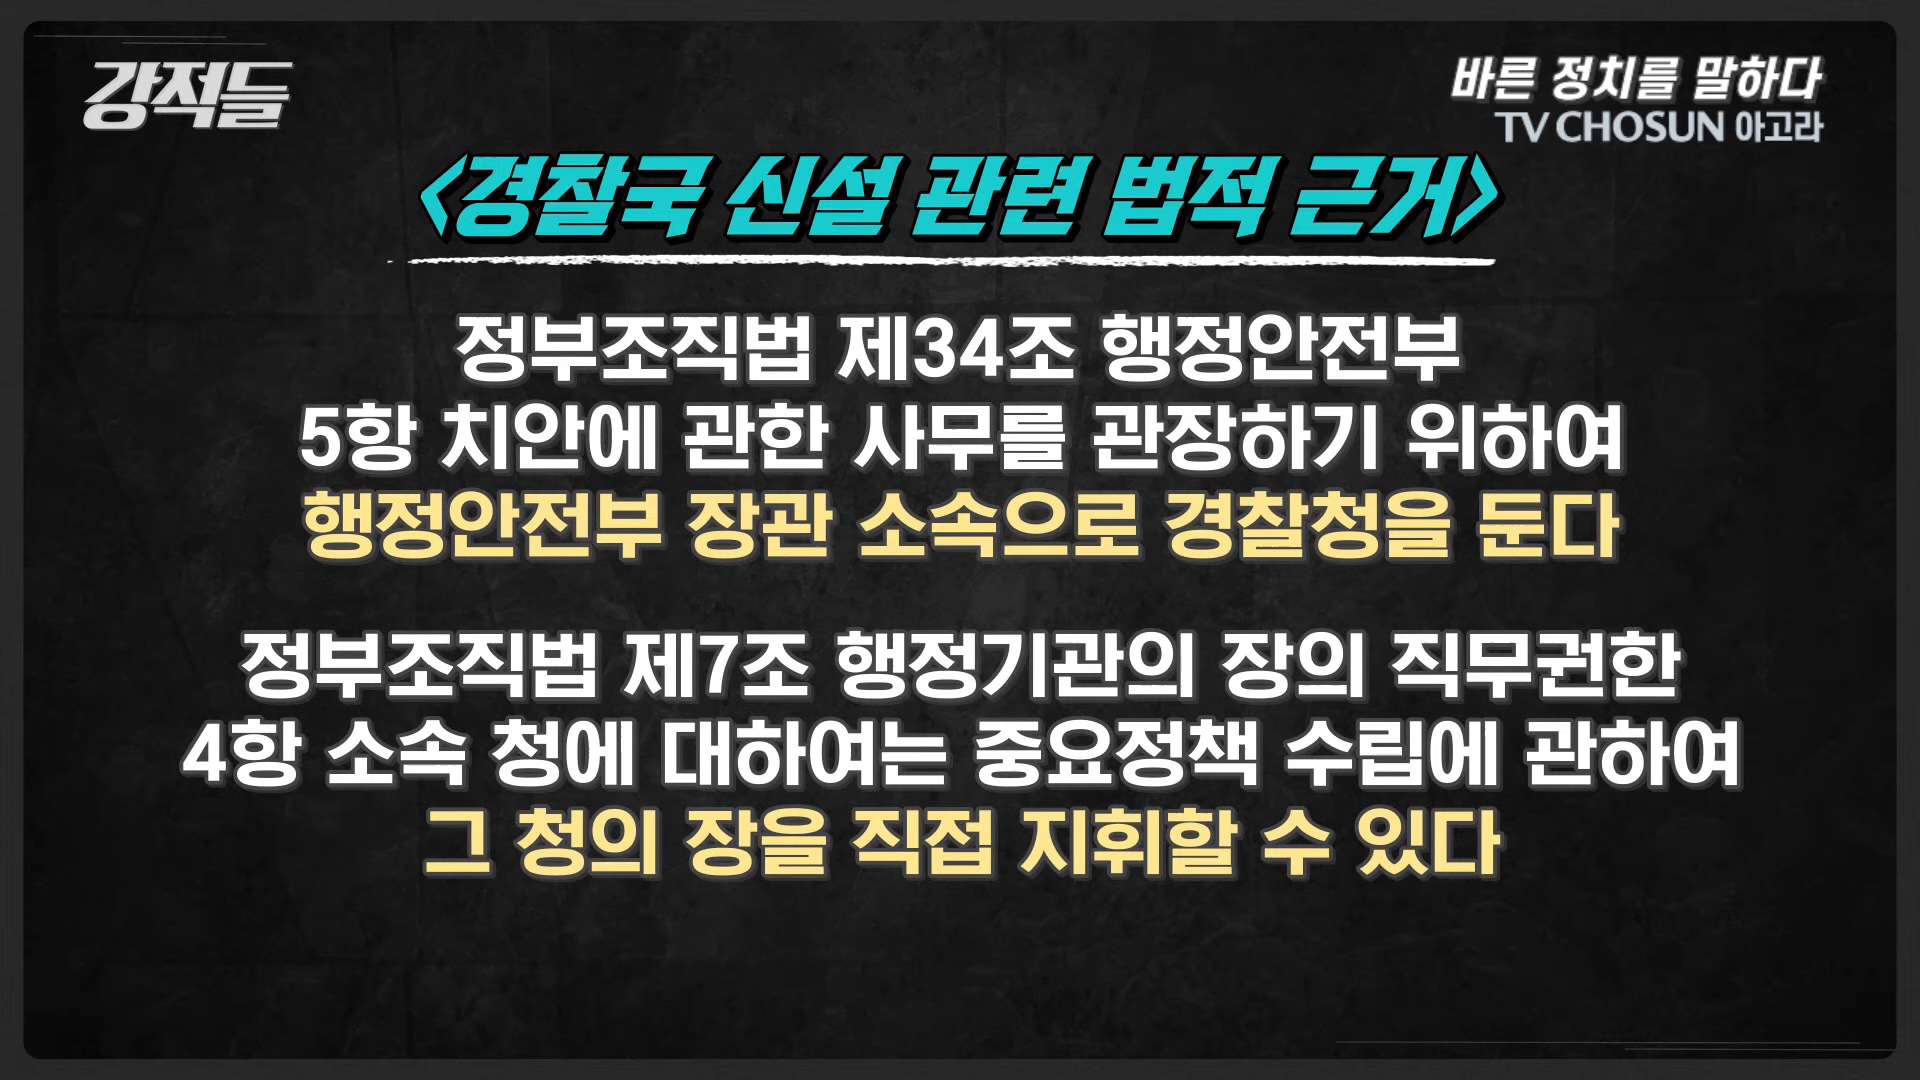 강적들
바른 정치를 말하다
TV CHOSUN 아고라
<경찰국 신설 관련 법적 근거>
정부조직법 제34조 행정안전부
5항 치안에 관한 사무를 관장하기 위하여
행정안전부 장관 소속으로 경찰청을 둔다
정부조직법 제7조 행정기관의 장의 직무권한
4항 소속 청에 대하여는 중요정책 수립에 관하여
그 청의 장을 직접 지휘할 수 있다